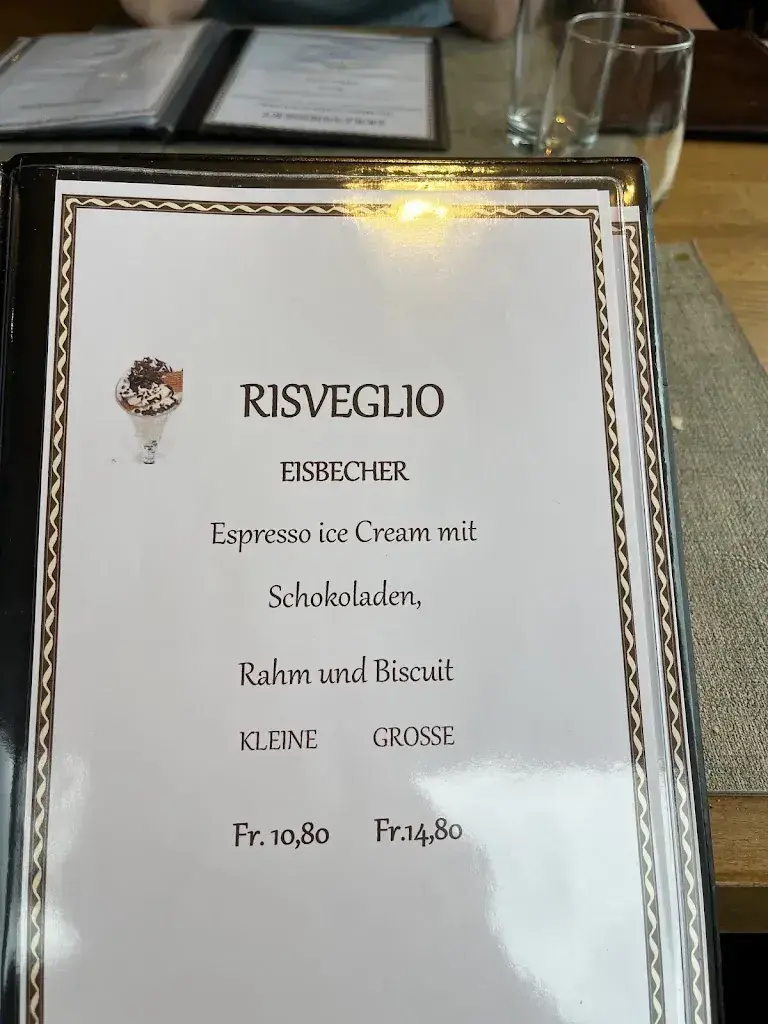 RISVEGLIO
EISBECHER
Espresso ice Cream mit
Schokoladen,
Rahm und Biscuit
KLEINE GROSSE
Fr. 10,80 Fr.14,80